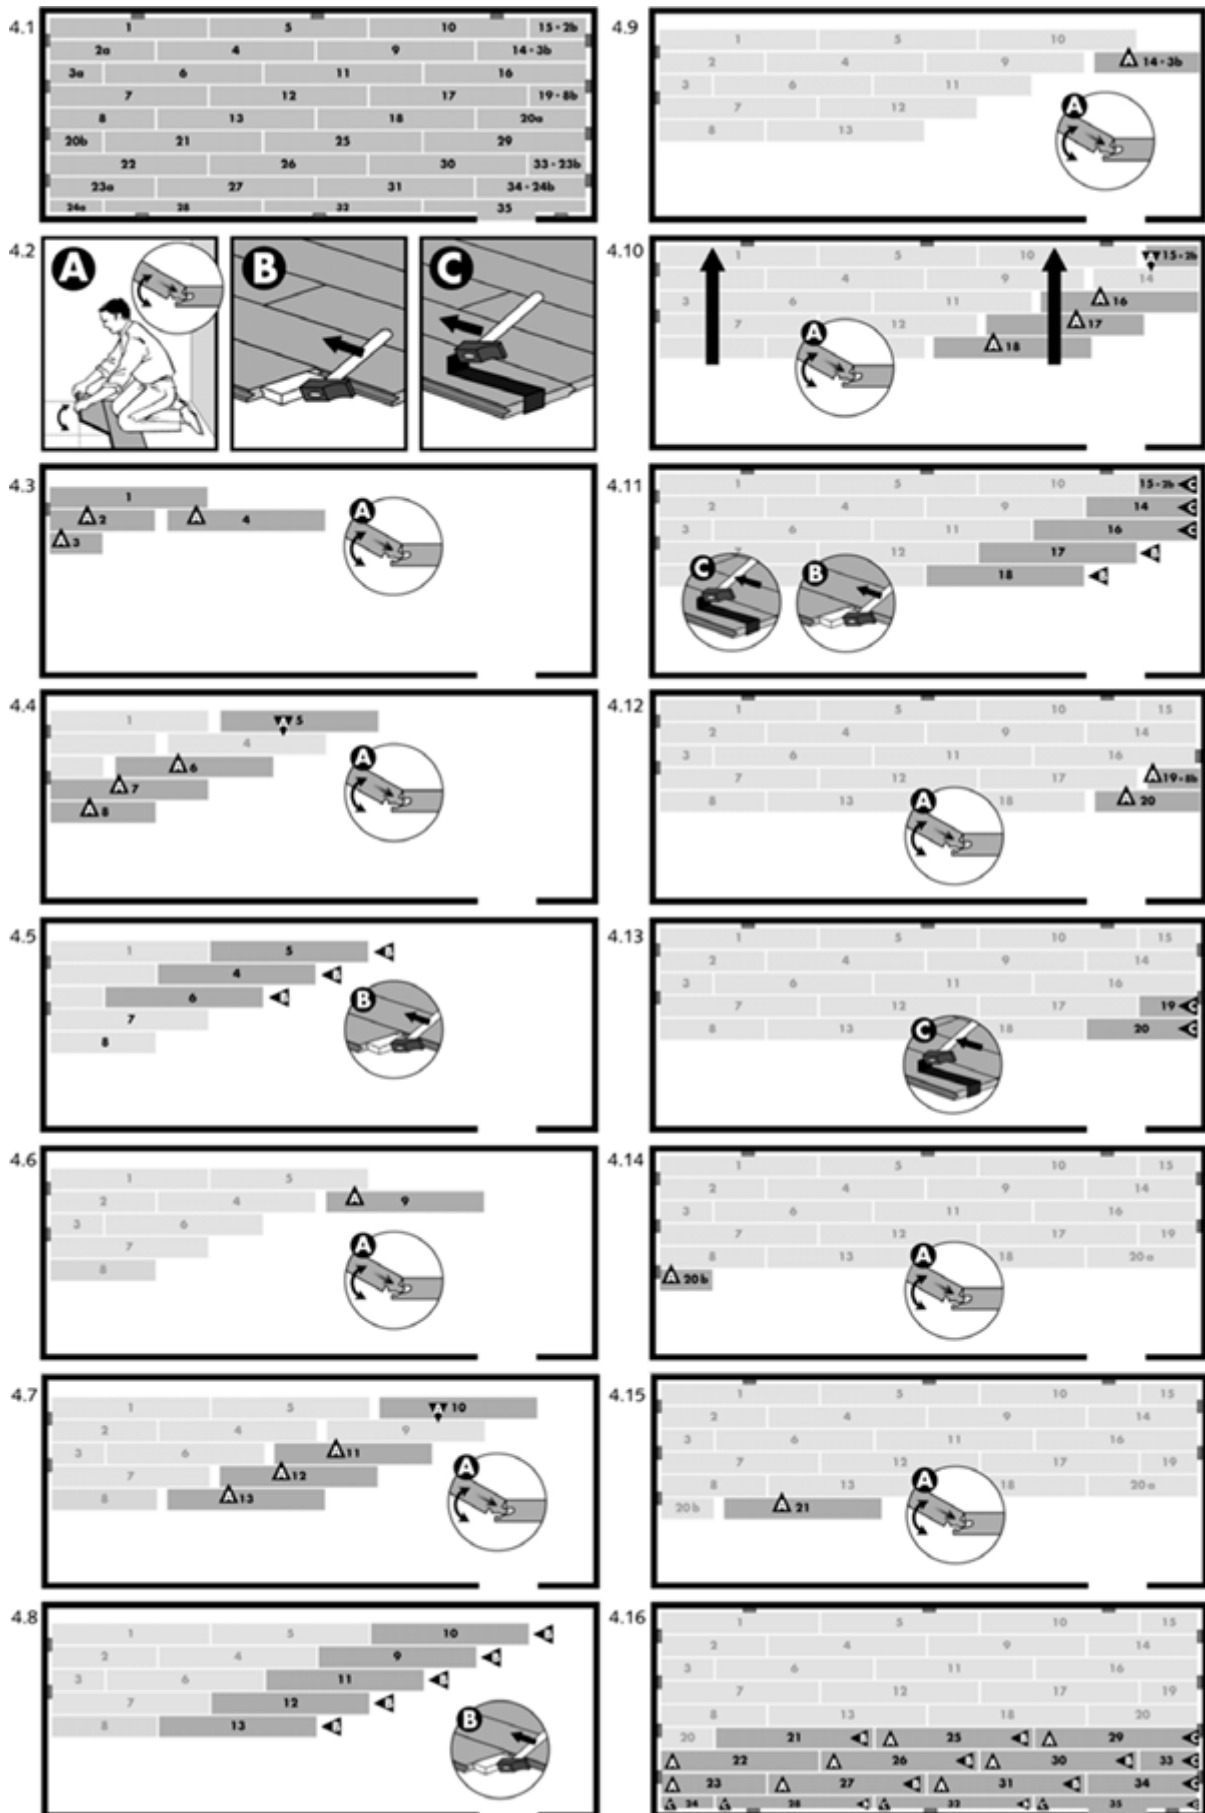 4.1
1 5 10 15 - 2b
2a 4 9 14 - 3b
3a 6 11 16
7 12 17 19 - 8b
8 13 18 20a
20b 21 25 29
22 26 30 33 - 23b
23a 27 31 34 - 24b
24a 28 32 35
4.2
A B C
4.3
1
A 2 A 4 A
A 3
4.4
1 A 5
4 A
A 6
A 7
A 8
4.5
1 5 B
4 B
6 B
7 B
8
4.6
1 5
2 4 A 9
3 6
7 A
8
4.7
1 5 A 10
2 4 9
3 6 A 11
7 A 12 A
8 A 13
4.8
1 5 10 B
2 4 9 B
3 6 11 B
7 12 B
8 13 B B
4.9
1 5 10
2 4 9 A 14 - 3b
3 6 11
7 12 A
8 13
4.10
1 5 10 A 15 - 2b
4 9 14
3 6 11 A 16
7 12 A 17
A A 18
4.11
1 5 10 15 - 2b C
2 4 9 14 C
3 6 11 16 C
12 17 B
C B 18 B
4.12
1 5 10 15
2 4 9 14
3 6 11 16
7 12 17 A 19 - 8b
8 13 A 18 A 20
4.13
1 5 10 15
2 4 9 14
3 6 11 16
7 12 17 19 C
8 13 C 18 20 C
4.14
1 5 10 15
2 4 9 14
3 6 11 16
7 12 17 19
8 13 A 18 20 a
A 20 b
4.15
1 5 10 15
2 4 9 14
3 6 11 16
7 12 17 19
8 13 A 18 20 a
20 b A 21
4.16
1 5 10 15
2 4 9 14
3 6 11 16
7 12 17 19
8 13 18 20
20 21 B A 25 B A 29 C
A 22 A 26 B A 30 B 33 C
A 23 A 27 B A 31 B 34 C
24 28 32 35